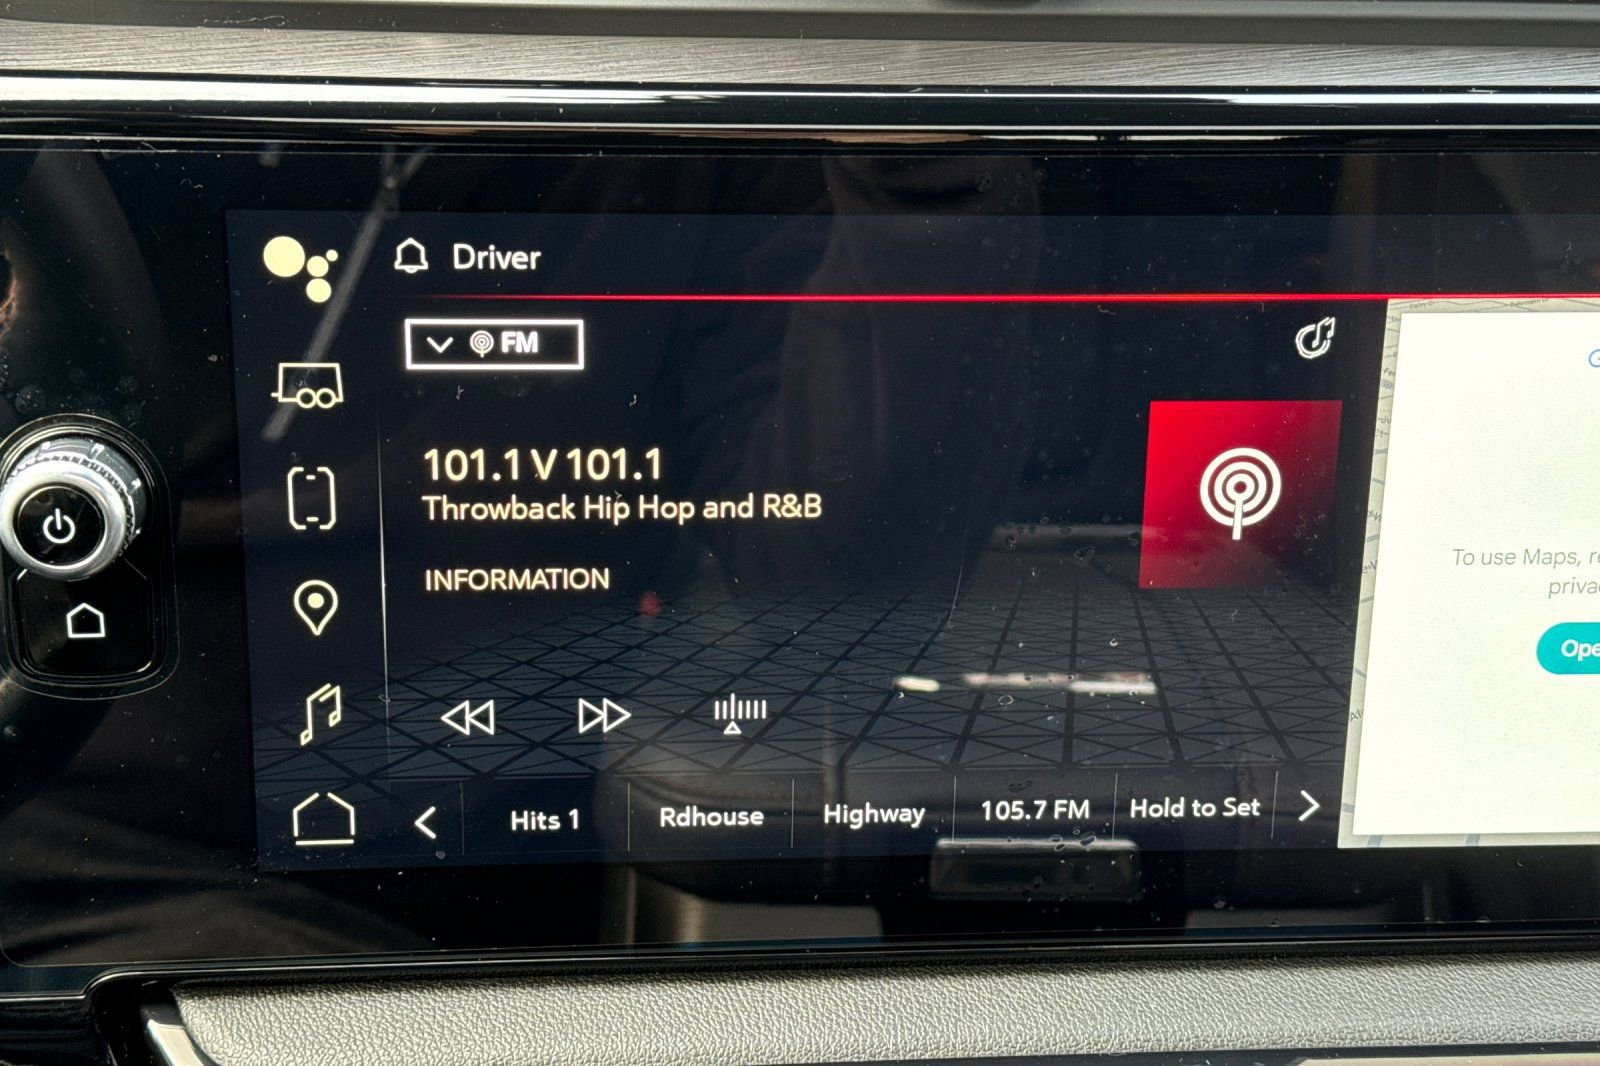 Driver
FM
101.1 V 101.1
Throwback Hip Hop and R&B
INFORMATION
Hits 1
Rdhouse
Highway
105.7 FM
Hold to Set
To use Maps,